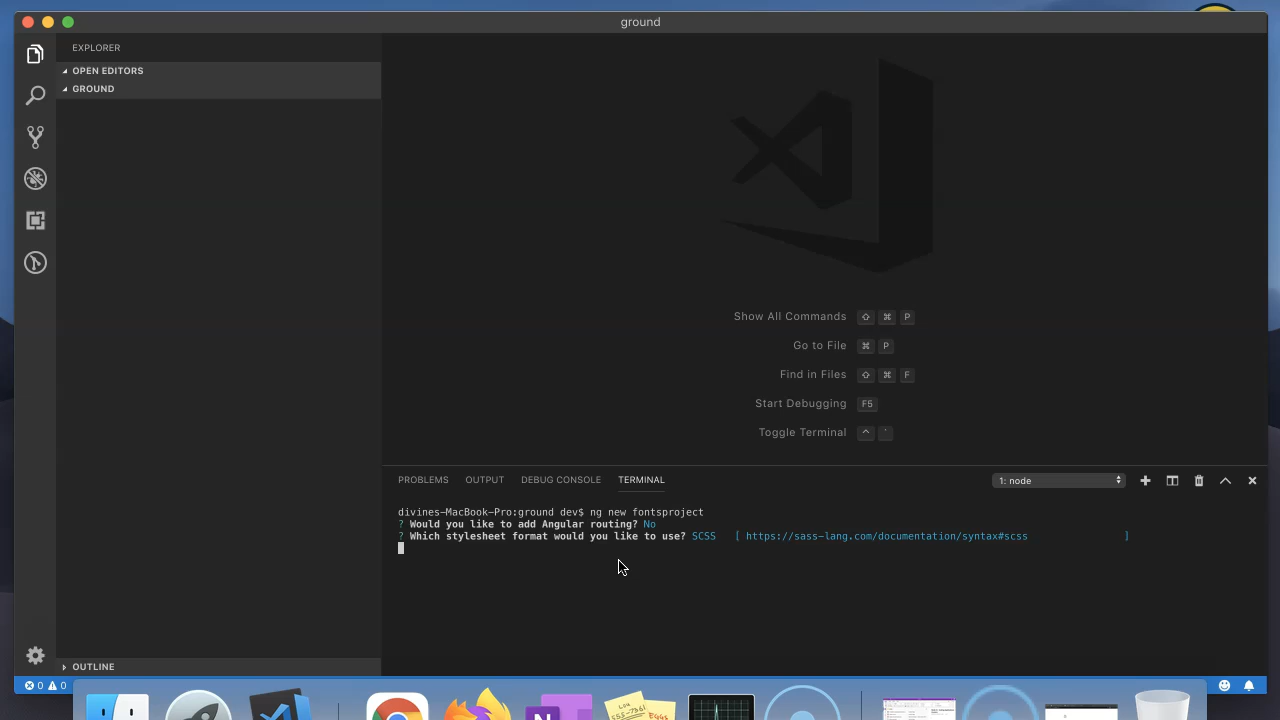 ground
EXPLORER
OPEN EDITORS
GROUND
Show All Commands ⇧ ⌘ P
Go to File ⌘ P
Find in Files ⇧ ⌘ F
Start Debugging F5
Toggle Terminal ^ `
PROBLEMS OUTPUT DEBUG CONSOLE TERMINAL 1: node
divines-MacBook-Pro:ground dev$ ng new fontsproject
? Would you like to add Angular routing? No
? Which stylesheet format would you like to use? SCSS [ https://sass-lang.com/documentation/syntax#scss ]
OUTLINE
0 0
N